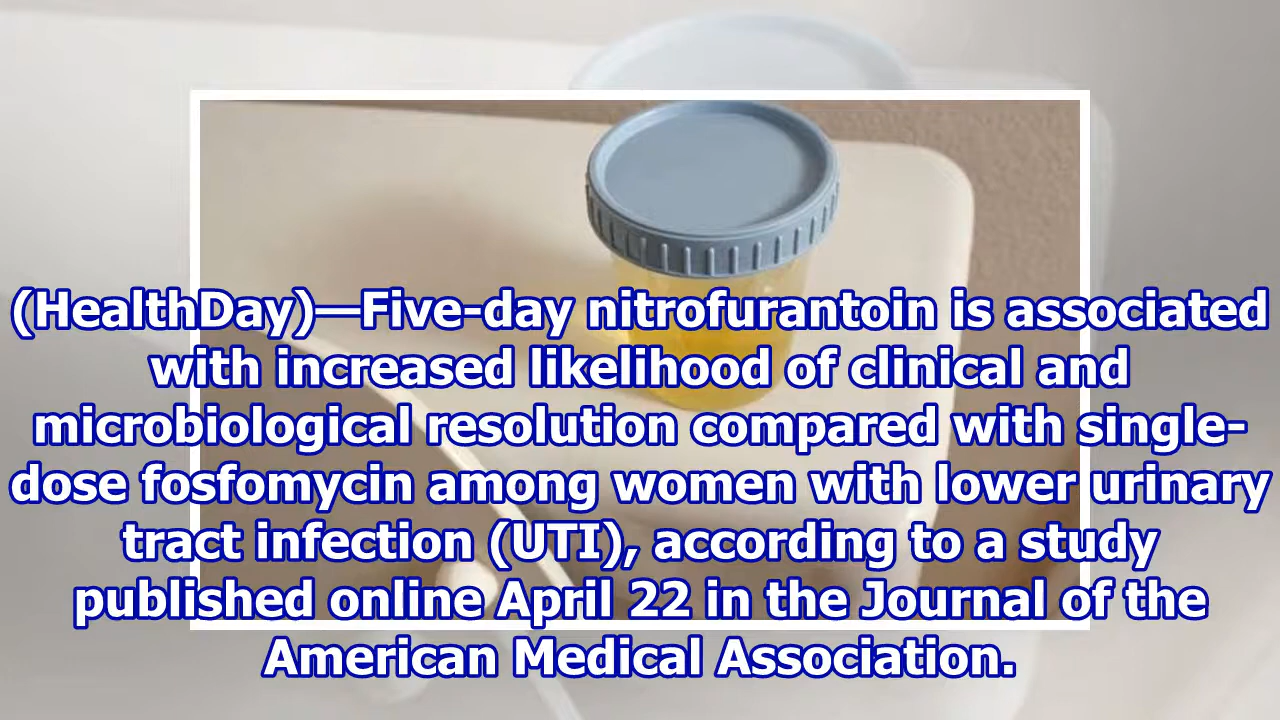 (HealthDay)—Five-day nitrofurantoin is associated
with increased likelihood of clinical and
microbiological resolution compared with single-
dose fosfomycin among women with lower urinary
tract infection (UTI), according to a study
published online April 22 in the Journal of the
American Medical Association.